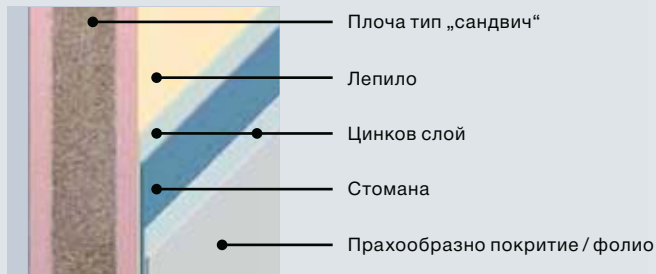 Плоча тип „сандвич“
Лепило
Цинков слой
Стомана
Прахообразно покритие / фолио